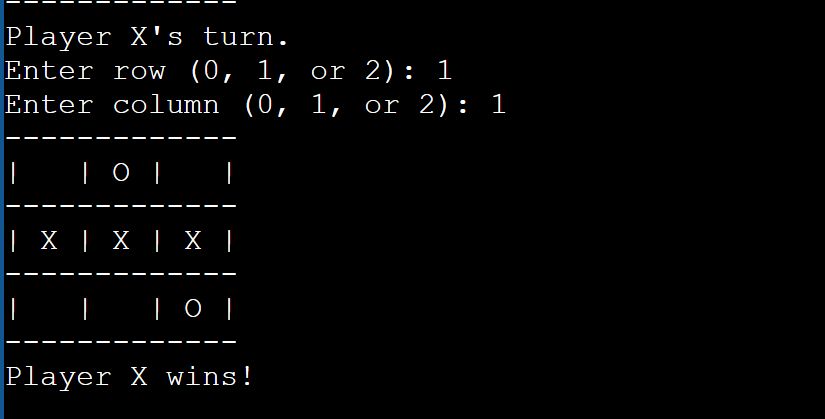 -------------
Player X's turn.
Enter row (0, 1, or 2): 1
Enter column (0, 1, or 2): 1
-------------
|   | O |   |
-------------
| X | X | X |
-------------
|   |   | O |
-------------
Player X wins!